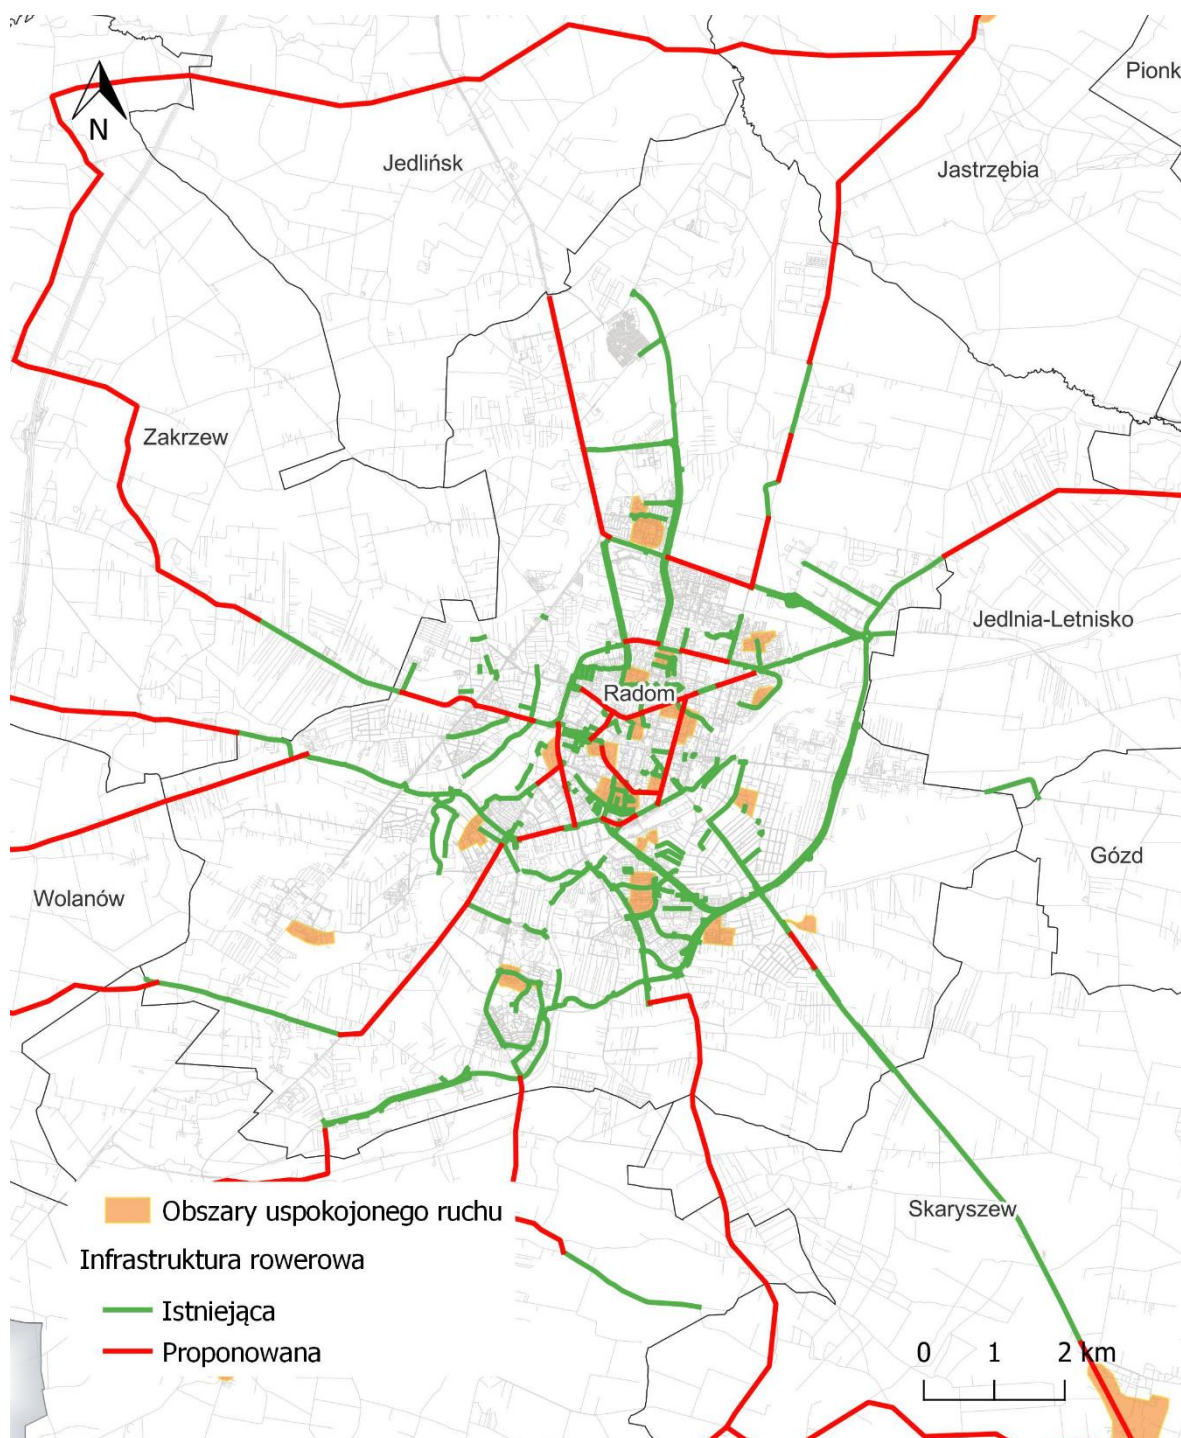 Pionk
N
Jedlińsk
Jastrzębia
Zakrzew
Jedlnia-Letnisko
Radom
Gózd
Wolanów
Skaryszew
Obszary uspokojonego ruchu
Infrastruktura rowerowa
Istniejąca
Proponowana
0 1 2 km